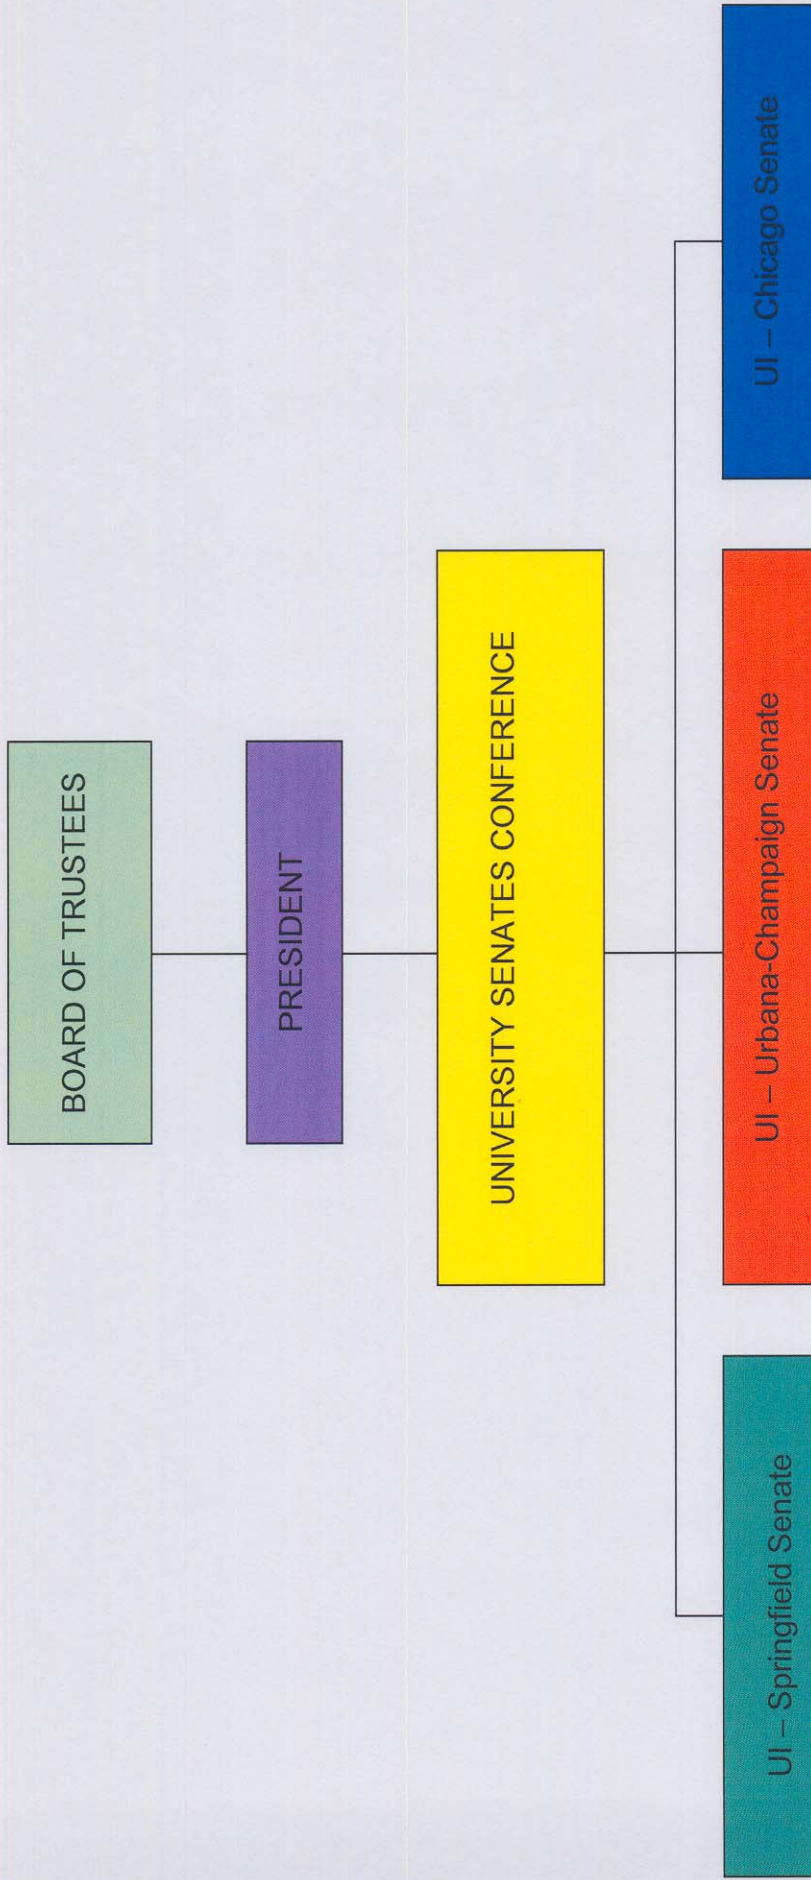 BOARD OF TRUSTEES
PRESIDENT
UNIVERSITY SENATES CONFERENCE
UI – Springfield Senate
UI – Urbana-Champaign Senate
UI – Chicago Senate